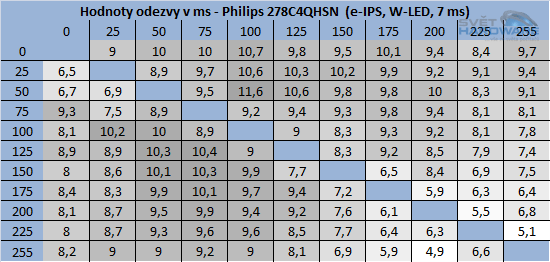 Hodnoty odezvy v ms - Philips 278C4QHSN (e-IPS, W-LED, 7 ms)
SVĚT HARDWARE
0 25 50 75 100 125 150 175 200 225 255
0 9 10 10 10,7 9,8 9,5 10,1 9,4 8,4 9,7
25 6,5 8,9 9,7 10,6 10,3 10,2 9,9 9,2 9,1 9,4
50 6,7 6,9 9,5 11,6 10,6 9,8 9,8 10 8,3 9,1
75 9,3 7,5 8,9 9,2 9,4 9,3 9,8 9,4 8,1 8,1
100 8,1 10,2 10 8,9 9 8,3 9,3 9,2 8,1 7,8
125 8,9 8,9 10,3 10,4 9 8,3 9,2 8,5 7,9 7,4
150 8 8,6 10,1 10,3 9,9 7,7 6,5 8,4 6,9 7,5
175 8,4 8,3 9,9 10,1 9,7 9,4 7,2 5,9 6,3 6,4
200 8,1 8,7 9,5 9,9 9,4 9,2 7,6 6,1 5,5 6,8
225 8 8,7 9,3 9,6 9,6 8,5 7,7 6,4 6,3 5,1
255 8,2 9 9 9,2 9 8,1 6,9 5,9 4,9 6,6